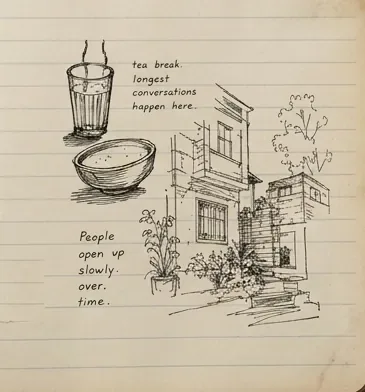 tea break.
longest
conversations
happen here.
People
open up
slowly.
over.
time.